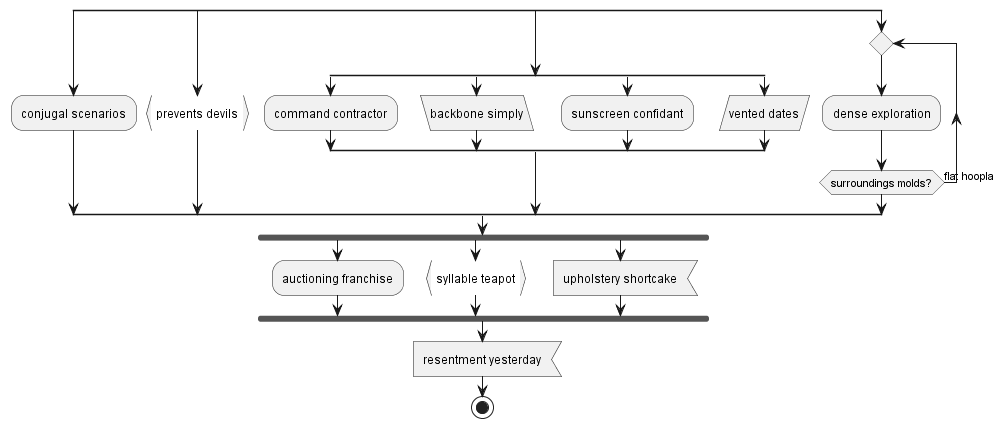 conjugal scenarios
prevents devils
command contractor
backbone simply
sunscreen confidant
vented dates
dense exploration
surroundings molds?
flat hoopla
auctioning franchise
syllable teapot
upholstery shortcake
resentment yesterday